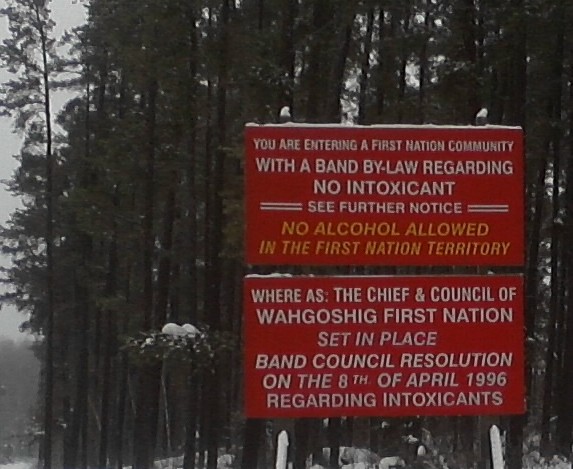 YOU ARE ENTERING A FIRST NATION COMMUNITY
WITH A BAND BY-LAW REGARDING
NO INTOXICANT
SEE FURTHER NOTICE
NO ALCOHOL ALLOWED
IN THE FIRST NATION TERRITORY
WHERE AS: THE CHIEF & COUNCIL OF
WAHGOSHIG FIRST NATION
SET IN PLACE
BAND COUNCIL RESOLUTION
ON THE 8TH. OF APRIL 1996
REGARDING INTOXICANTS